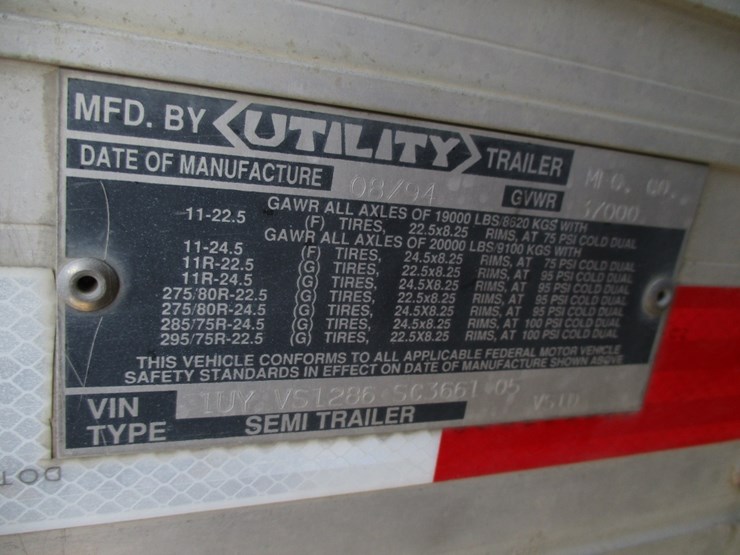 MFD. BY UTILITY TRAILER MFG. CO.
DATE OF MANUFACTURE 08/94 GVWR
GAWR ALL AXLES OF 19000 LBS/8620 KGS WITH
11-22.5 (F) TIRES, 22.5x8.25 RIMS, AT 75 PSI COLD DUAL
GAWR ALL AXLES OF 20000 LBS/9100 KGS WITH
11-24.5 (F) TIRES, 24.5x8.25 RIMS, AT 75 PSI COLD DUAL
11R-22.5 (G) TIRES, 22.5x8.25 RIMS, AT 95 PSI COLD DUAL
11R-24.5 (G) TIRES, 24.5X8.25 RIMS, AT 95 PSI COLD DUAL
275/80R-22.5 (G) TIRES, 22.5x8.25 RIMS, AT 95 PSI COLD DUAL
275/80R-24.5 (G) TIRES, 24.5x8.25 RIMS, AT 95 PSI COLD DUAL
285/75R-24.5 (G) TIRES, 24.5X8.25 RIMS, AT 100 PSI COLD DUAL
295/75R-22.5 (G) TIRES, 22.5X8.25 RIMS, AT 100 PSI COLD DUAL
THIS VEHICLE CONFORMS TO ALL APPLICABLE FEDERAL MOTOR VEHICLE
SAFETY STANDARDS IN EFFECT ON DATE OF MANUFACTURE SHOWN ABOVE
VIN 1UY VS1286 SC3661 05
TYPE SEMI TRAILER
DOT